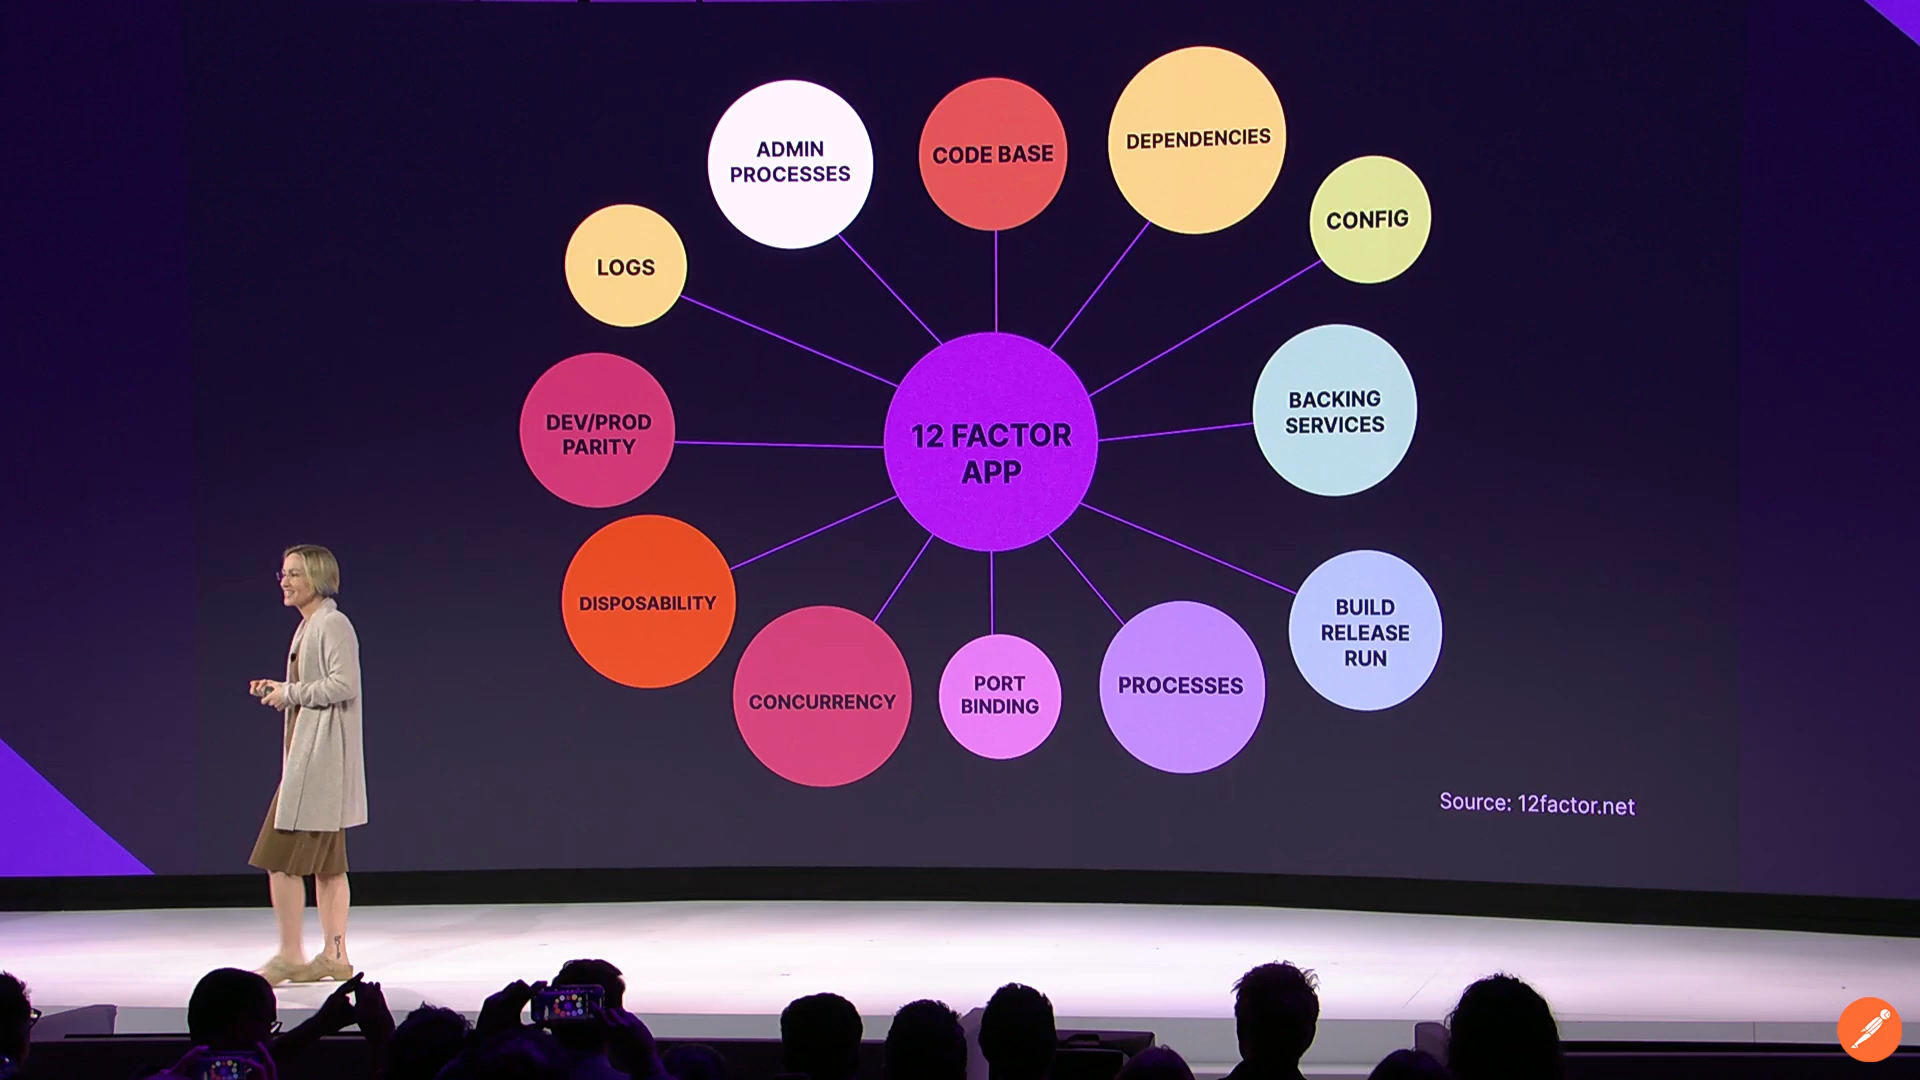 ADMIN
PROCESSES
CODE BASE
DEPENDENCIES
CONFIG
LOGS
DEV/PROD
PARITY
12 FACTOR
APP
BACKING
SERVICES
DISPOSABILITY
CONCURRENCY
PORT
BINDING
PROCESSES
BUILD
RELEASE
RUN
Source: 12factor.net